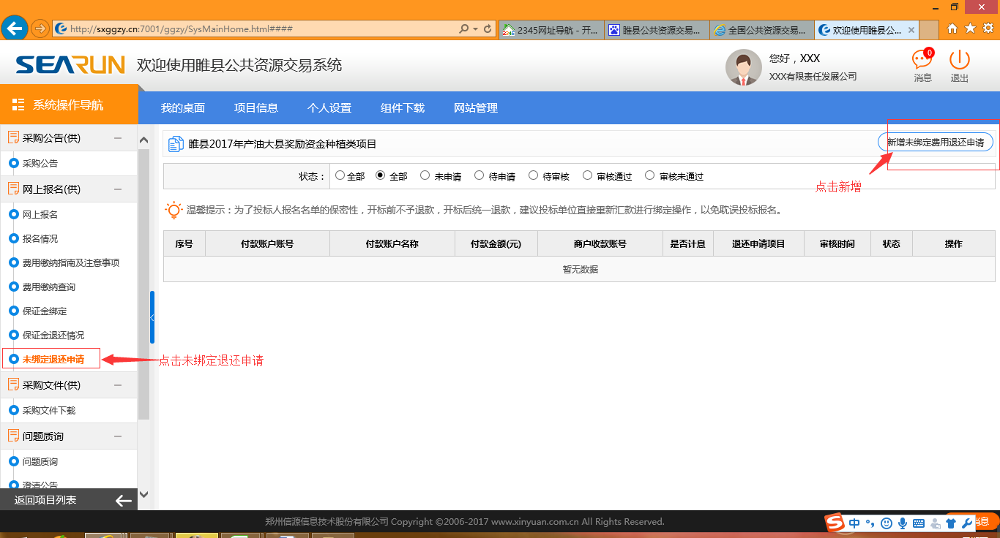 http://sxggzy.cn:7001/ggzy/SysMainHome.html####
2345网址导航 - 开...
睢县公共资源交易...
全国公共资源交易...
欢迎使用睢县公...
SEARUN
欢迎使用睢县公共资源交易系统
您好，XXX
XXX有限责任发展公司
0
消息
退出
系统操作导航
我的桌面
项目信息
个人设置
组件下载
网站管理
采购公告(供)
采购公告
网上报名(供)
网上报名
报名情况
费用缴纳指南及注意事项
费用缴纳查询
保证金绑定
保证金退还情况
未绑定退还申请
采购文件(供)
采购文件下载
问题质询
问题质询
澄清公告
返回项目列表
睢县2017年产油大县奖励资金种植类项目
新增未绑定费用退还申请
点击新增
状态：
全部
全部
未申请
待申请
待审核
审核通过
审核未通过
温馨提示：为了投标人报名名单的保密性，开标前不予退款，开标后统一退款，建议投标单位直接重新汇款进行绑定操作，以免耽误投标报名。
序号 付款账户账号 付款账户名称 付款金额(元) 商户收款账号 是否计息 退还申请项目 审核时间 状态 操作
暂无数据
点击未绑定退还申请
郑州信源信息技术股份有限公司 Copyright ©2006-2017 www.xinyuan.com.cn All Rights Reserved.
S
中
消息